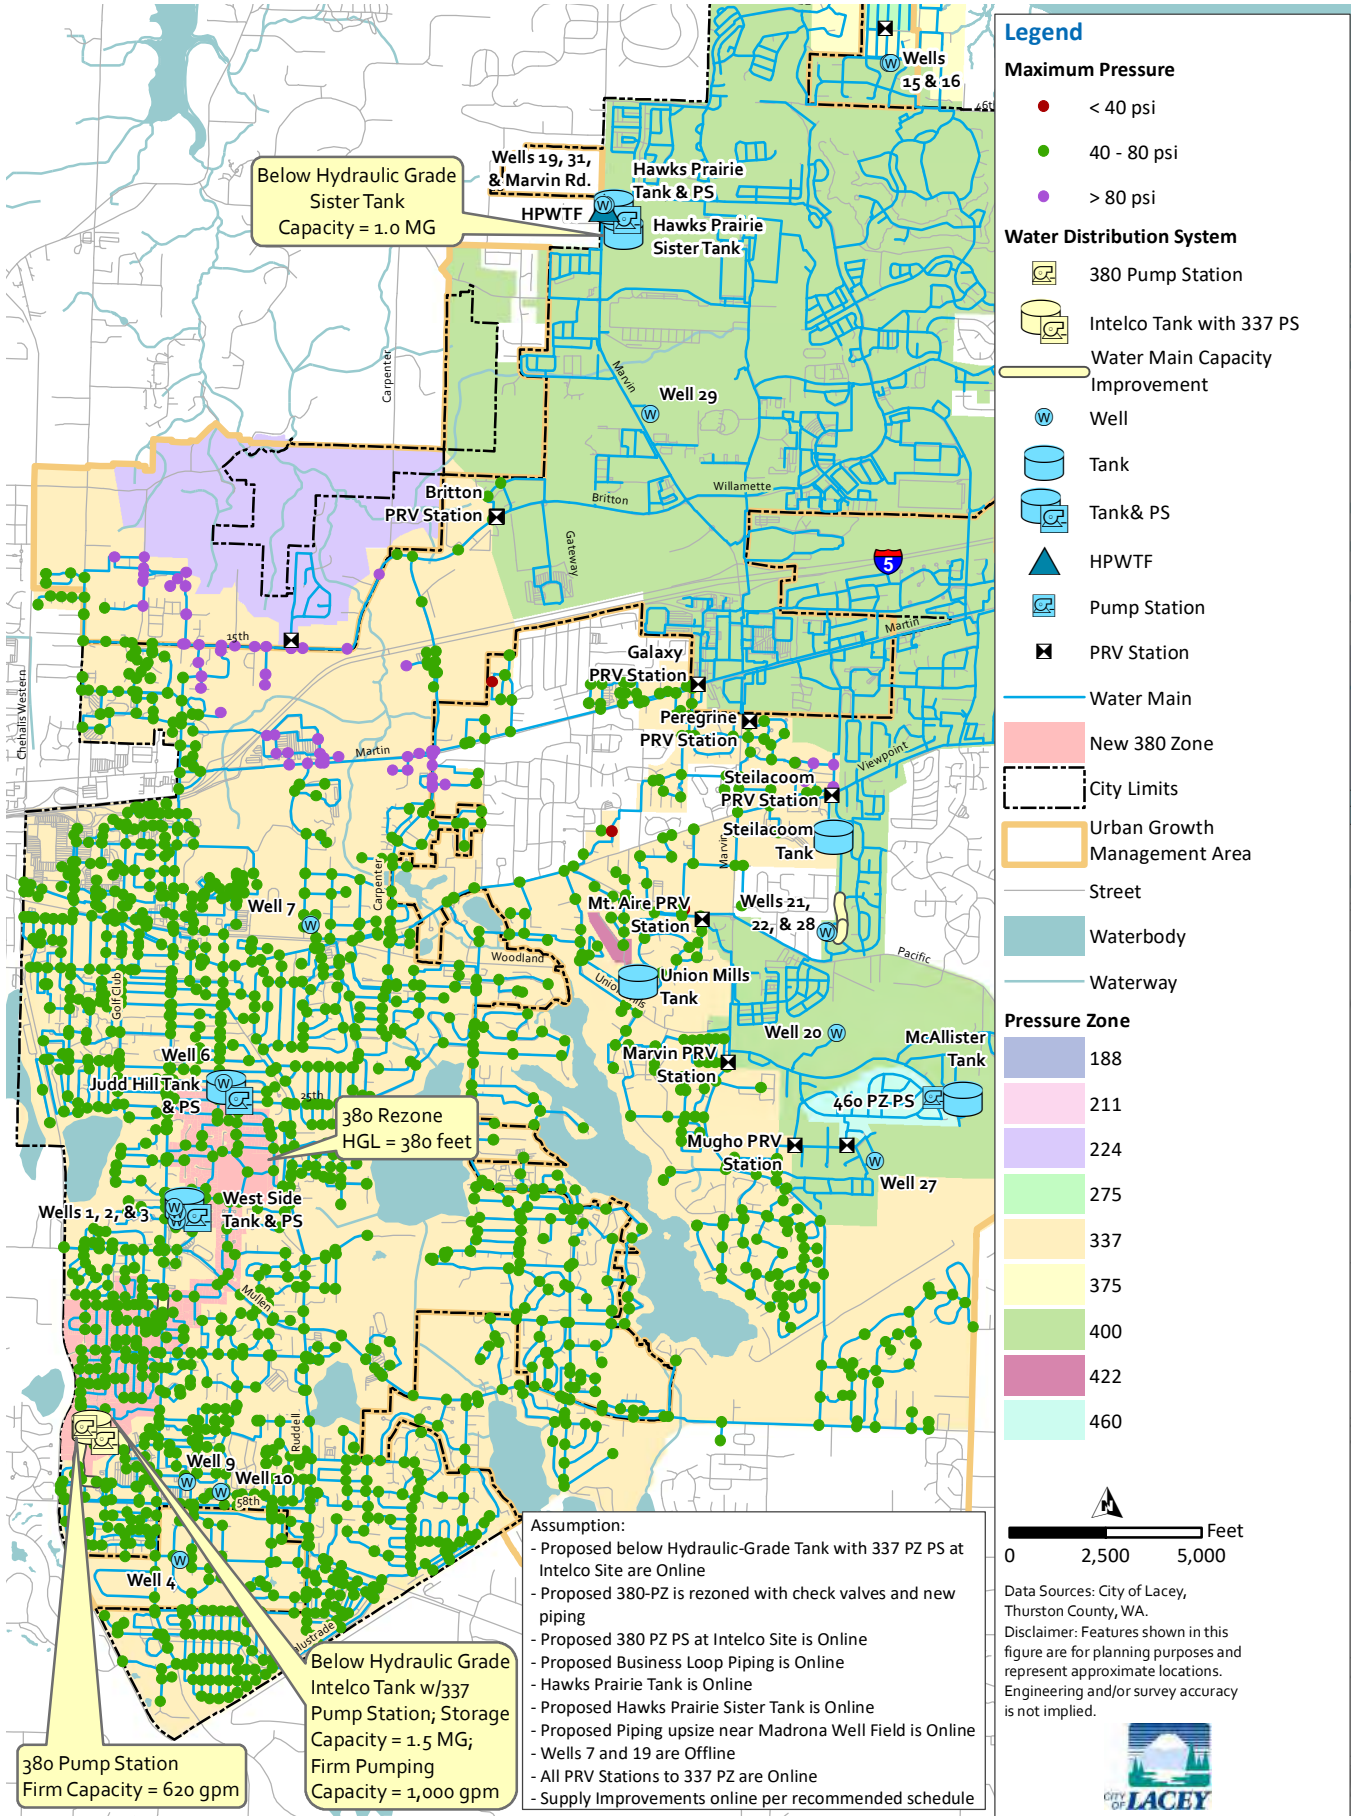 Wells
15 & 16
46th
Wells 19, 31,
& Marvin Rd.
Hawks Prairie
Tank & PS
HPWTF
Hawks Prairie
Sister Tank
Below Hydraulic Grade
Sister Tank
Capacity = 1.0 MG
Carpenter
Marvin
Well 29
Willamette
Britton
Britton
PRV Station
Gateway
5
15th
Chehalis Western
Martin
Galaxy
PRV Station
Peregrine
PRV Station
Martin
Viewpoint
Steilacoom
PRV Station
Steilacoom
Tank
Marvin
Carpenter
Well 7
Mt. Aire PRV
Station
Wells 21,
22, & 28
Woodland
Pacific
Golf Club
Union Mills
Union Mills
Tank
Well 20
McAllister
Tank
Well 6
Judd Hill Tank
& PS
25th
Marvin PRV
Station
460 PZ PS
380 Rezone
HGL = 380 feet
Mugho PRV
Station
Well 27
Wells 1, 2, & 3
West Side
Tank & PS
Mullen
Ruddell
Well 9
Well 10
58th
Well 4
380 Pump Station
Firm Capacity = 620 gpm
Below Hydraulic Grade
Intelco Tank w/337
Pump Station; Storage
Capacity = 1.5 MG;
Firm Pumping
Capacity = 1,000 gpm
Assumption:
- Proposed below Hydraulic-Grade Tank with 337 PZ PS at
Intelco Site are Online
- Proposed 380-PZ is rezoned with check valves and new
piping
- Proposed 380 PZ PS at Intelco Site is Online
- Proposed Business Loop Piping is Online
- Hawks Prairie Tank is Online
- Proposed Hawks Prairie Sister Tank is Online
- Proposed Piping upsize near Madrona Well Field is Online
- Wells 7 and 19 are Offline
- All PRV Stations to 337 PZ are Online
- Supply Improvements online per recommended schedule
Legend
Maximum Pressure
< 40 psi
40 - 80 psi
> 80 psi
Water Distribution System
380 Pump Station
Intelco Tank with 337 PS
Water Main Capacity
Improvement
W Well
Tank
Tank& PS
HPWTF
Pump Station
PRV Station
Water Main
New 380 Zone
City Limits
Urban Growth
Management Area
Street
Waterbody
Waterway
Pressure Zone
188
211
224
275
337
375
400
422
460
N
Feet
0 2,500 5,000
Data Sources: City of Lacey,
Thurston County, WA.
Disclaimer: Features shown in this
figure are for planning purposes and
represent approximate locations.
Engineering and/or survey accuracy
is not implied.
CITY OF LACEY